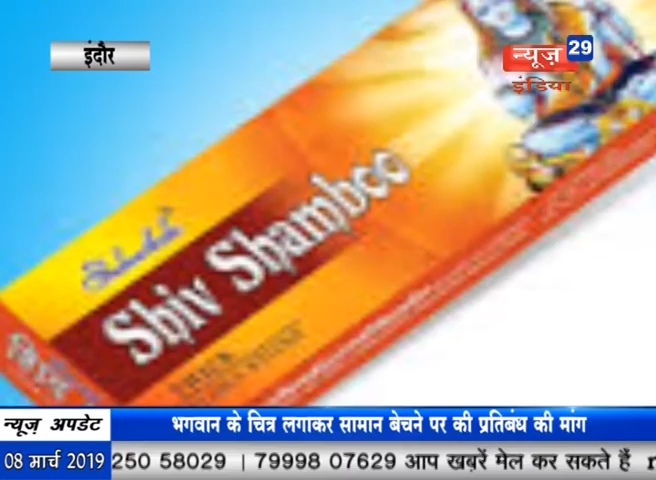 इंदौर
न्यूज़ 29
इंडिया
Shiv Shamboo
न्यूज़ अपडेट
भगवान के चित्र लगाकर सामान बेचने पर की प्रतिबंध की मांग
08 मार्च 2019
250 58029 | 79998 07629 आप खब़रें मेल कर सकते हैं